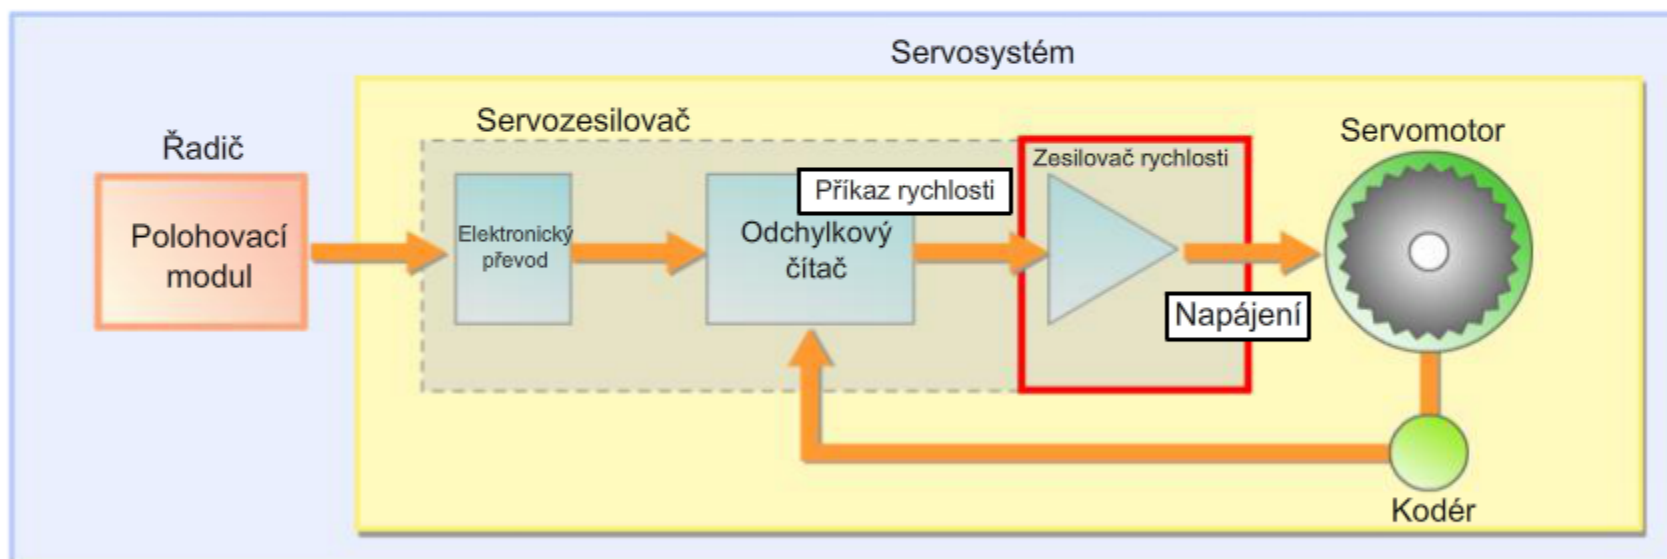 Servosystém
Servozesilovač
Řadič
Polohovací
modul
Elektronický
převod
Příkaz rychlosti
Odchylkový
čítač
Zesilovač rychlosti
Napájení
Servomotor
Kodér